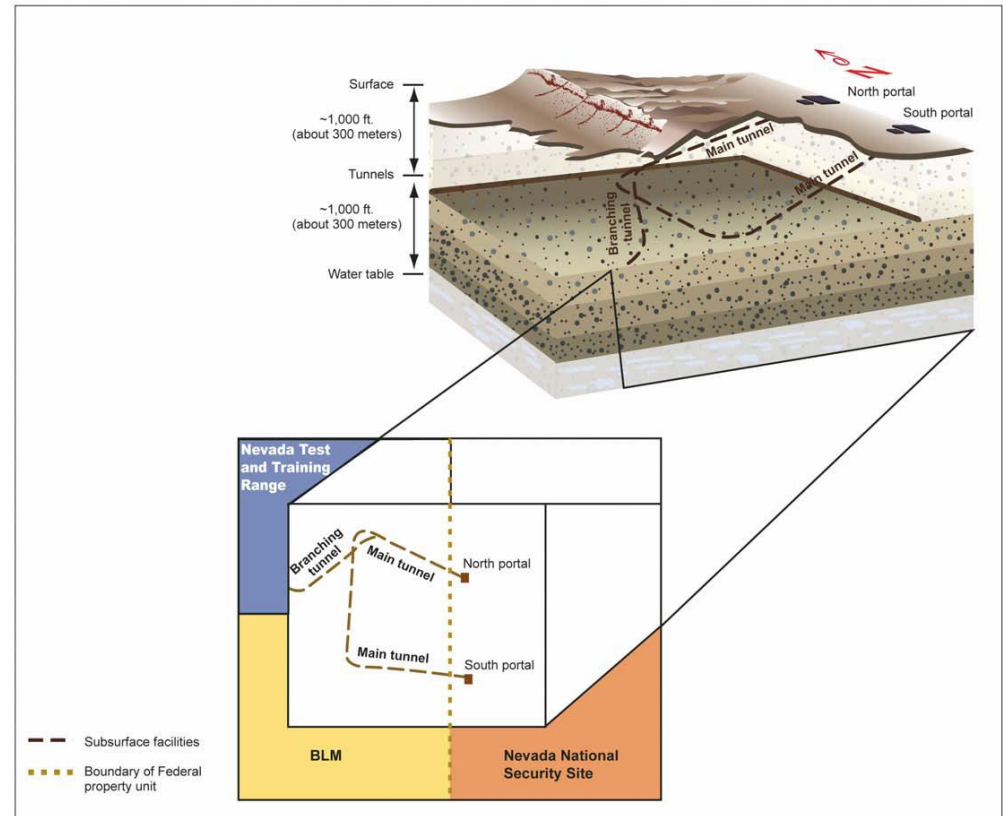 N
North portal
South portal
Surface
~1,000 ft.
(about 300 meters)
Tunnels
~1,000 ft.
(about 300 meters)
Water table
Main tunnel
Main tunnel
Branching
tunnel
Nevada Test
and Training
Range
Branching
tunnel
Main tunnel
North portal
Main tunnel
South portal
BLM
Nevada National
Security Site
Subsurface facilities
Boundary of Federal
property unit